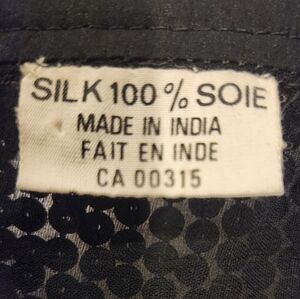 SILK 100% SOIE
MADE IN INDIA
FAIT EN INDE
CA 00315